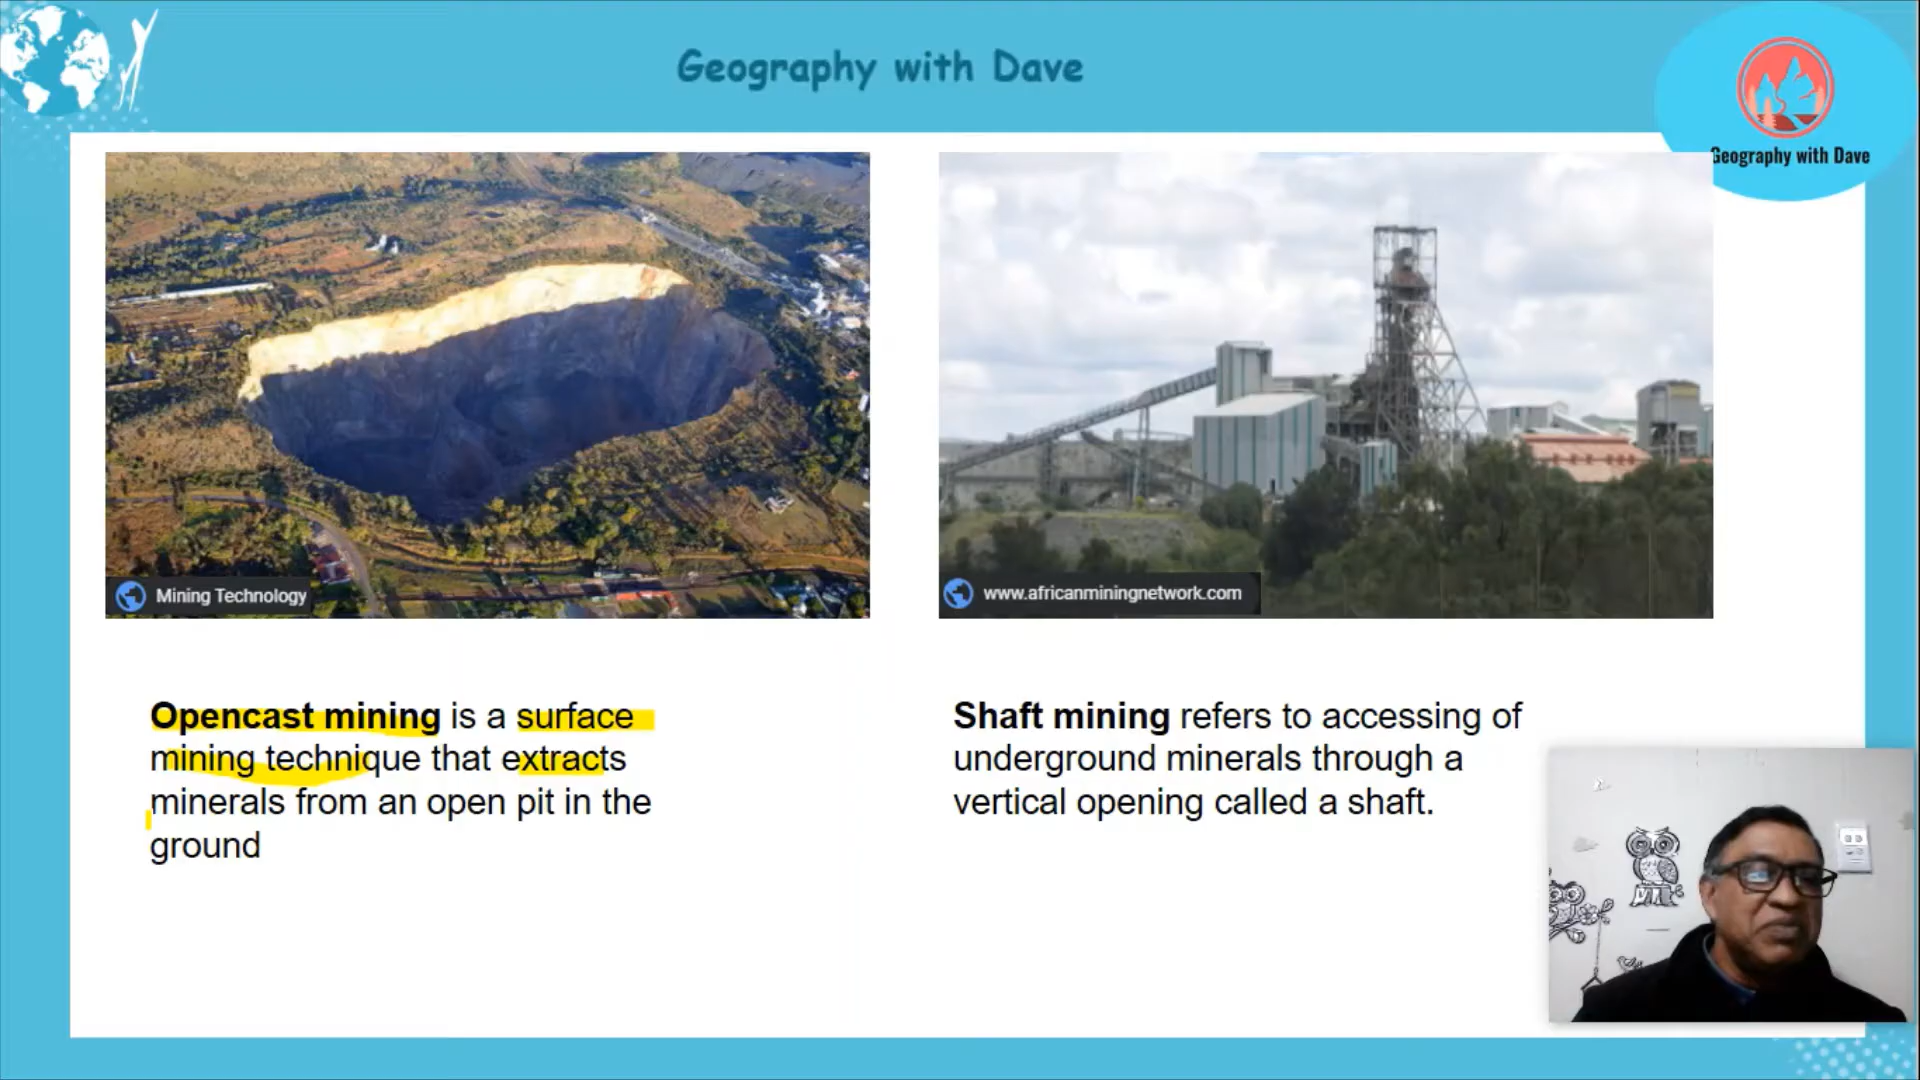 Geography with Dave
Geography with Dave
Mining Technology
www.africanminingnetwork.com
Opencast mining is a surface
mining technique that extracts
minerals from an open pit in the
ground
Shaft mining refers to accessing of
underground minerals through a
vertical opening called a shaft.